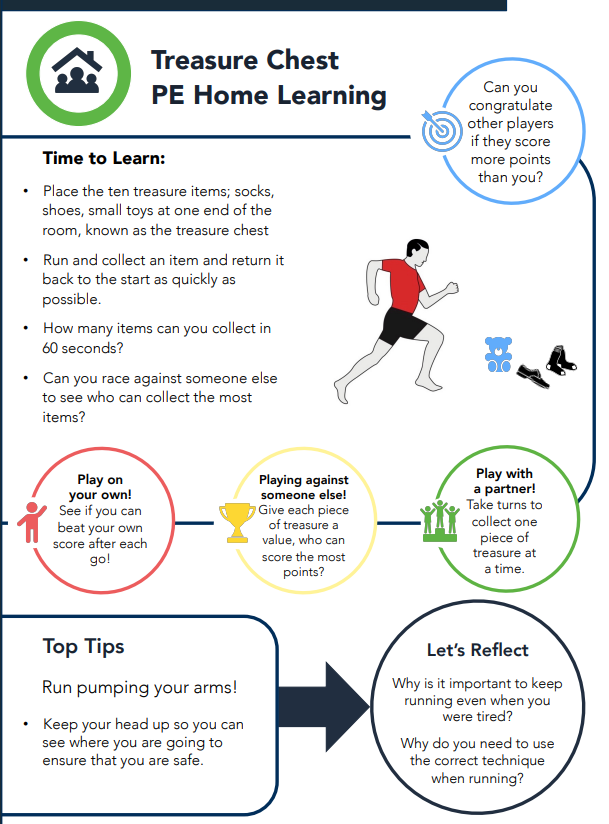 Treasure Chest
PE Home Learning
Can you
congratulate
other players
if they score
more points
than you?
Time to Learn:
• Place the ten treasure items; socks,
shoes, small toys at one end of the
room, known as the treasure chest
• Run and collect an item and return it
back to the start as quickly as
possible.
• How many items can you collect in
60 seconds?
• Can you race against someone else
to see who can collect the most
items?
Play on
your own!
See if you can
beat your own
score after each
go!
Playing against
someone else!
Give each piece
of treasure a
value, who can
score the most
points?
Play with
a partner!
Take turns to
collect one
piece of
treasure at
a time.
Top Tips
Run pumping your arms!
• Keep your head up so you can
see where you are going to
ensure that you are safe.
Let's Reflect
Why is it important to keep
running even when you
were tired?
Why do you need to use
the correct technique
when running?